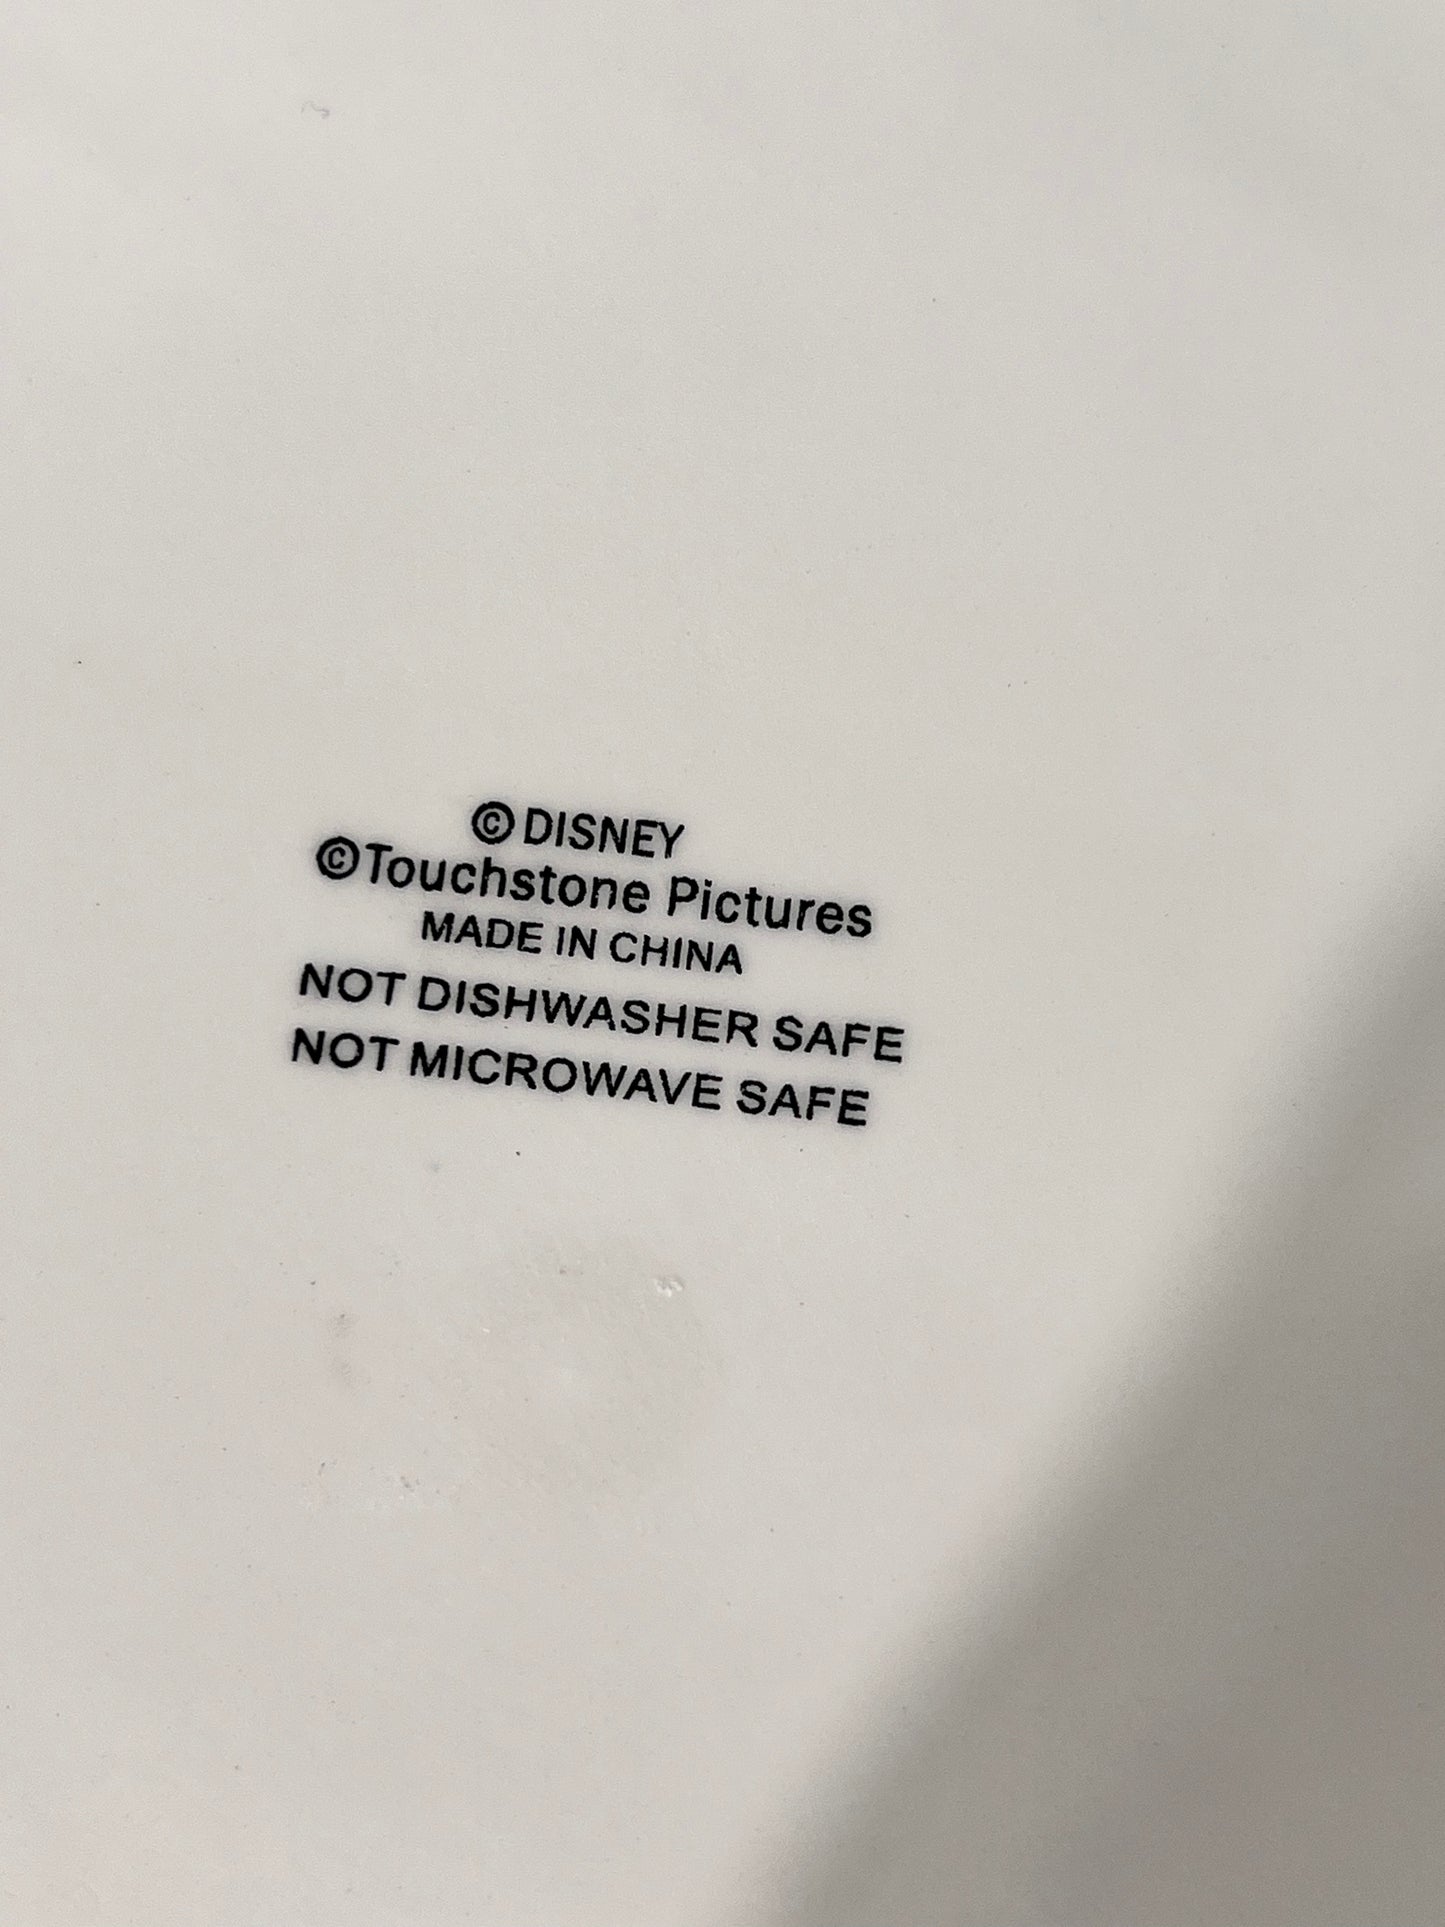 ©DISNEY
©Touchstone Pictures
MADE IN CHINA
NOT DISHWASHER SAFE
NOT MICROWAVE SAFE